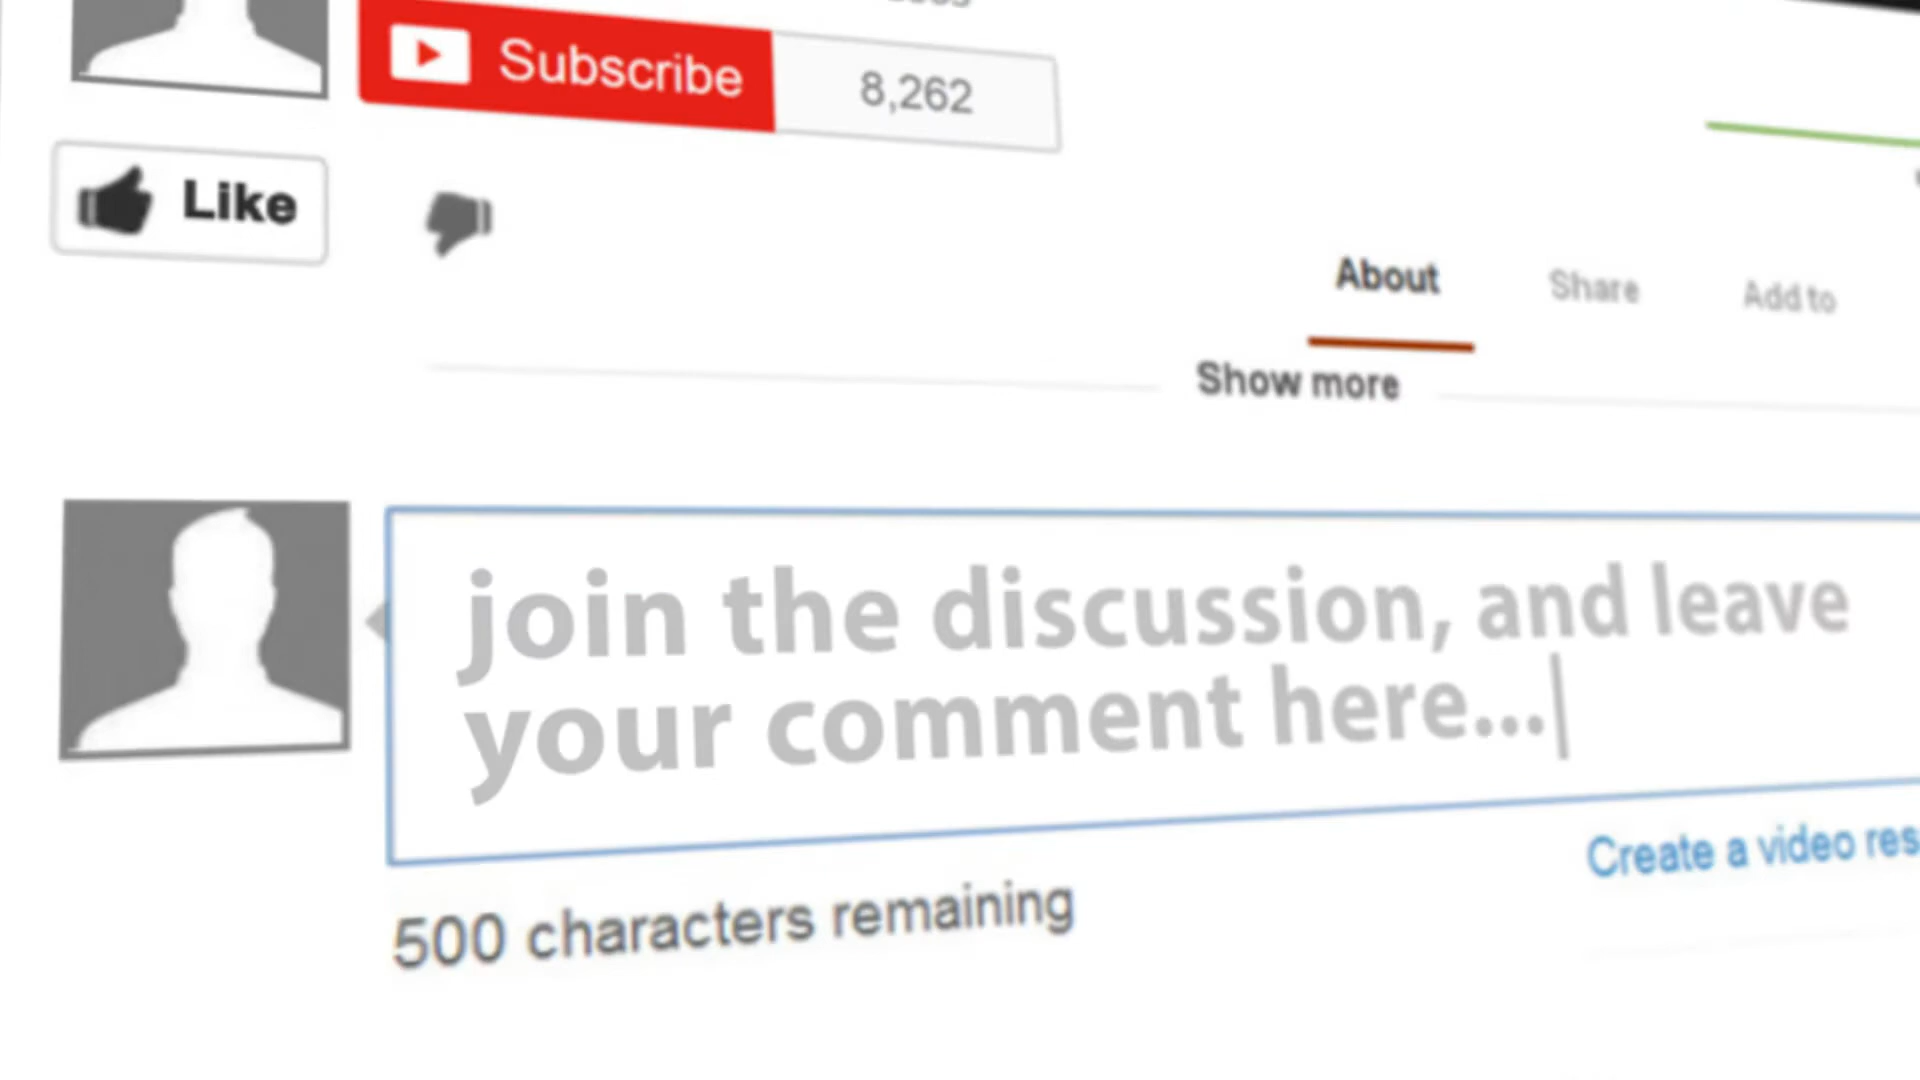 Subscribe 8,262
Like
About Share Add to
Show more
join the discussion, and leave
your comment here...
Create a video
500 characters remaining